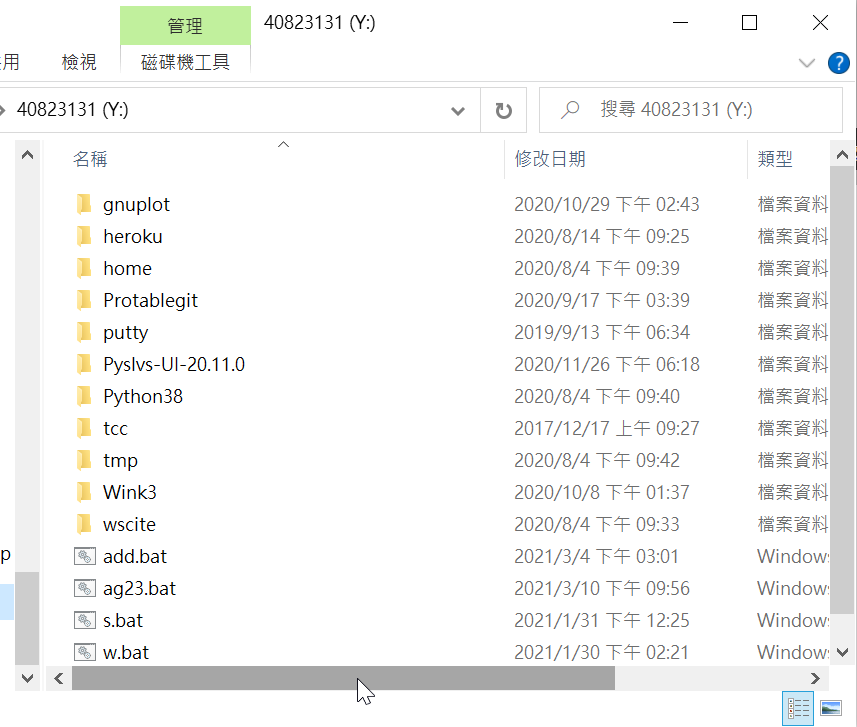 管理 40823131 (Y:)
用 檢視 磁碟機工具
40823131 (Y:) 搜尋 40823131 (Y:)
名稱 修改日期 類型
gnuplot 2020/10/29 下午 02:43 檔案資料
heroku 2020/8/14 下午 09:25 檔案資料
home 2020/8/4 下午 09:39 檔案資料
Protablegit 2020/9/17 下午 03:39 檔案資料
putty 2019/9/13 下午 06:34 檔案資料
Pyslvs-UI-20.11.0 2020/11/26 下午 06:18 檔案資料
Python38 2020/8/4 下午 09:40 檔案資料
tcc 2017/12/17 上午 09:27 檔案資料
tmp 2020/8/4 下午 09:42 檔案資料
Wink3 2020/10/8 下午 01:37 檔案資料
wscite 2020/8/4 下午 09:33 檔案資料
p add.bat 2021/3/4 下午 03:01 Windows
ag23.bat 2021/3/10 下午 09:56 Windows
s.bat 2021/1/31 下午 12:25 Windows
w.bat 2021/1/30 下午 02:21 Windows